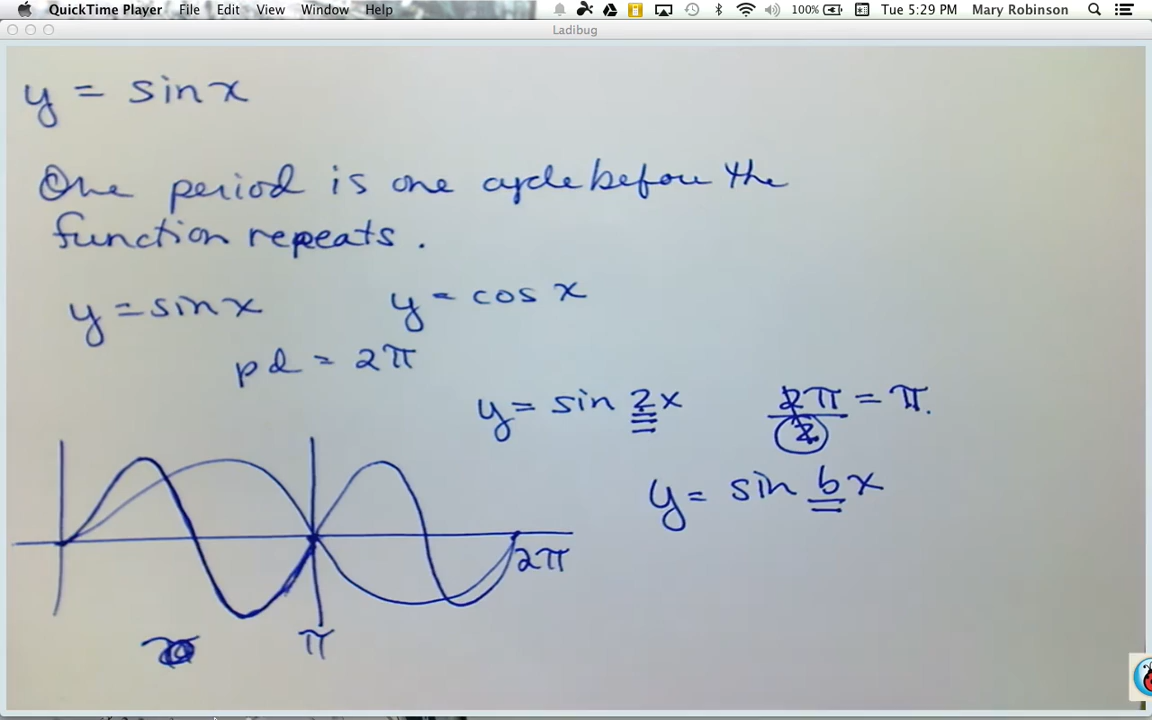 QuickTime Player File Edit View Window Help 100% Tue 5:29 PM Mary Robinson
Ladibug
y = sin x
One period is one cycle before the
function repeats.
y = sin x y = cos x
pd = 2π
y = sin 2x 2π/2 = π.
y = sin bx
2π
π